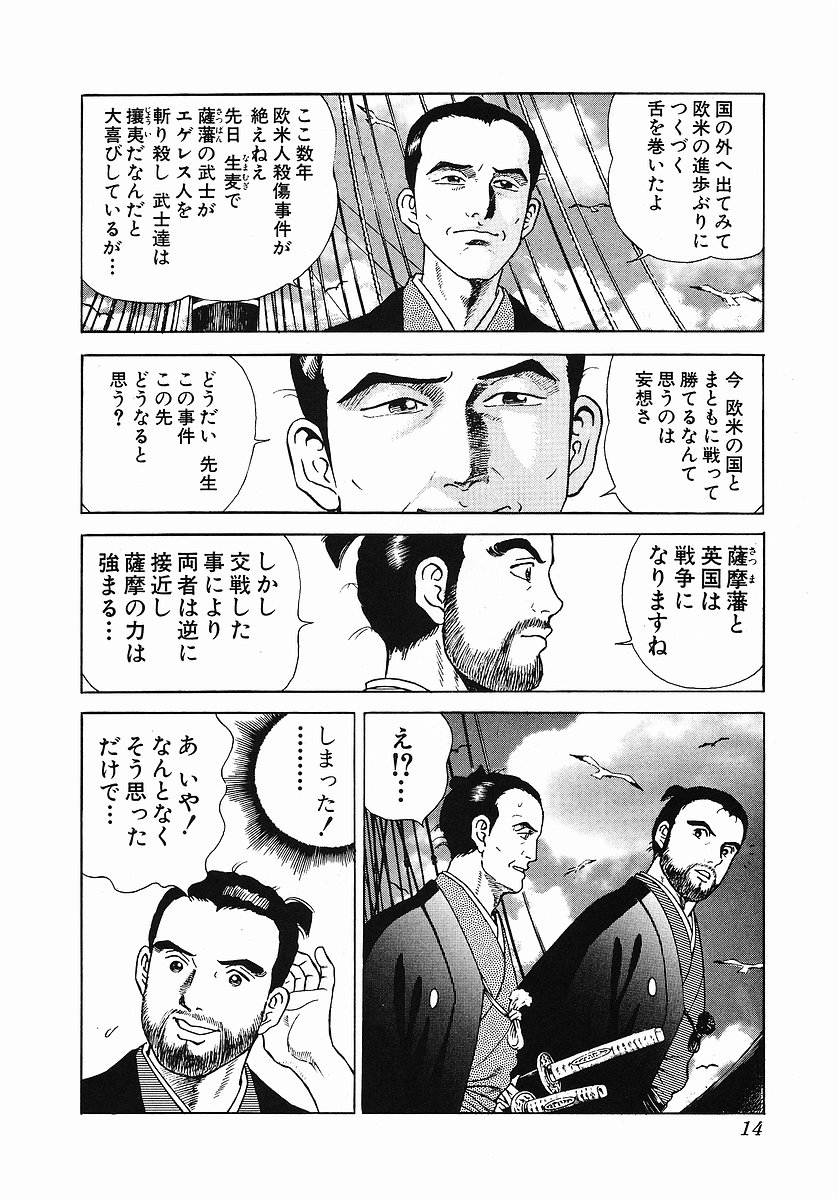 国の外へ出てみて
欧米の進歩ぶりに
つくづく
舌を巻いたよ
ここ数年
欧米人殺傷事件が
絶えねえ
先日 生麦で
薩藩の武士が
エゲレス人を
斬り殺し 武士達は
攘夷だなんだと
大喜びしているが…
今 欧米の国と
まともに戦って
勝てるなんて
思うのは
妄想さ
どうだい 先生
この事件
この先
どうなると
思う？
薩摩藩と
英国は
戦争に
なりますね
しかし
交戦した
事により
両者は逆に
接近し
薩摩の力は
強まる…
え!?…
しまった！
………
あ いや！
なんとなく
そう思った
だけで…
14